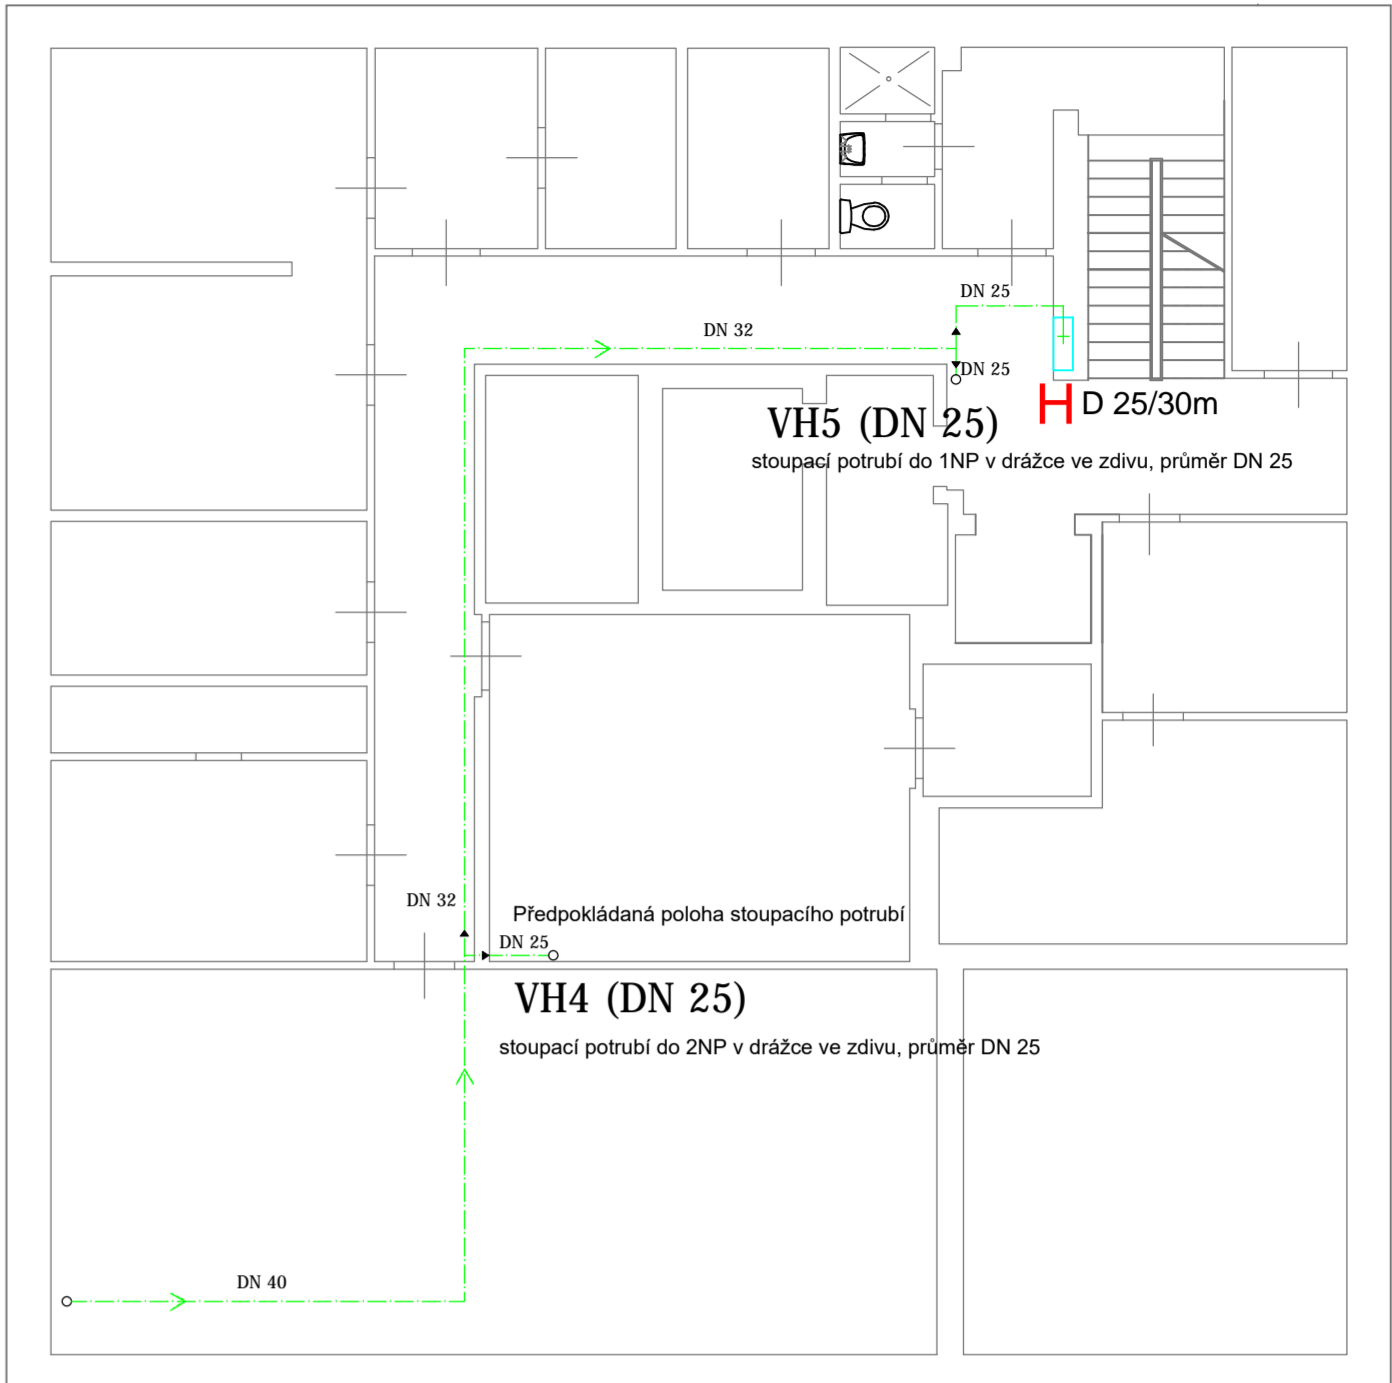 DN 25
DN 32
DN 25
D 25/30m
VH5 (DN 25)
stoupací potrubí do 1NP v drážce ve zdivu, průměr DN 25
DN 32
Předpokládaná poloha stoupacího potrubí
DN 25
VH4 (DN 25)
stoupací potrubí do 2NP v drážce ve zdivu, průměr DN 25
DN 40